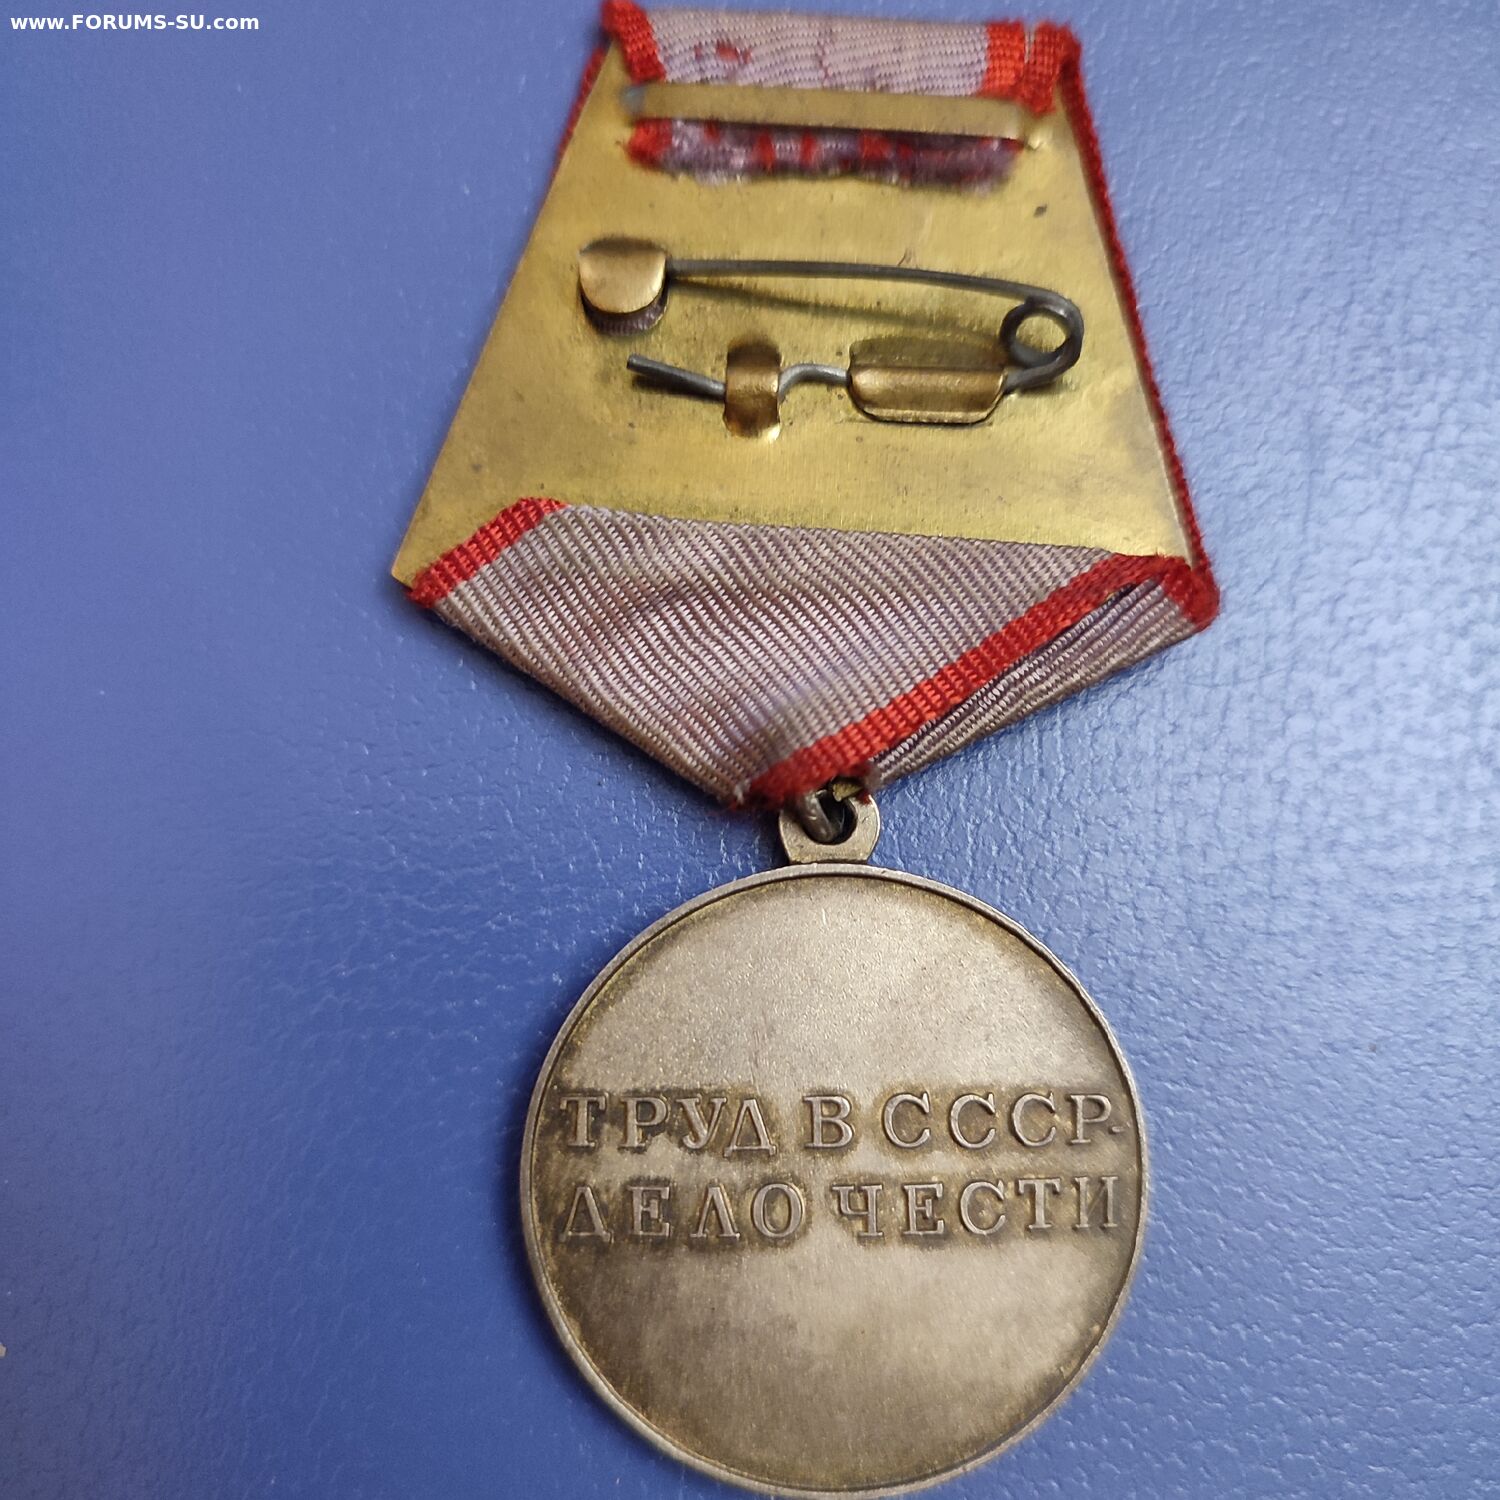 www.FORUMS-SU.com
ТРУД В СССР-
ДЕЛО ЧЕСТИ